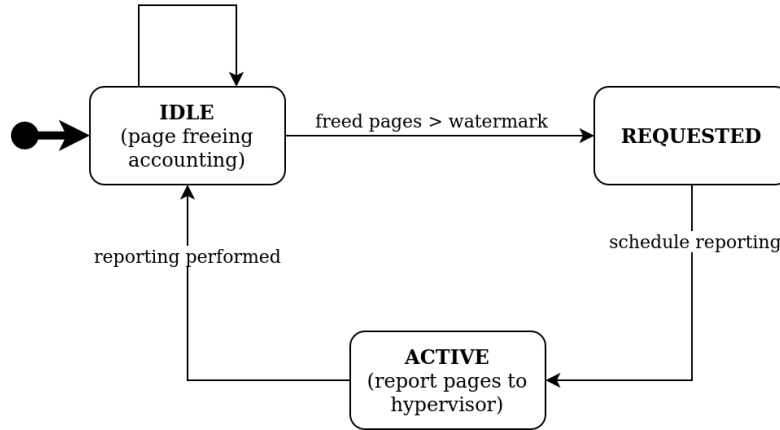 IDLE
(page freeing
accounting)
freed pages > watermark
REQUESTED
schedule reporting
reporting performed
ACTIVE
(report pages to
hypervisor)